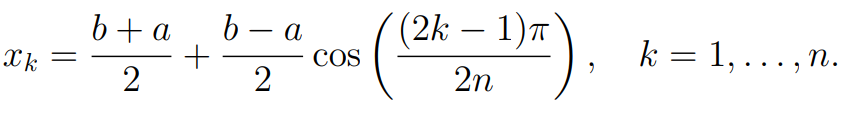 x_k = \frac{b + a}{2} + \frac{b - a}{2} \cos \left( \frac{(2k - 1)\pi}{2n} \right), \quad k = 1, \ldots, n.